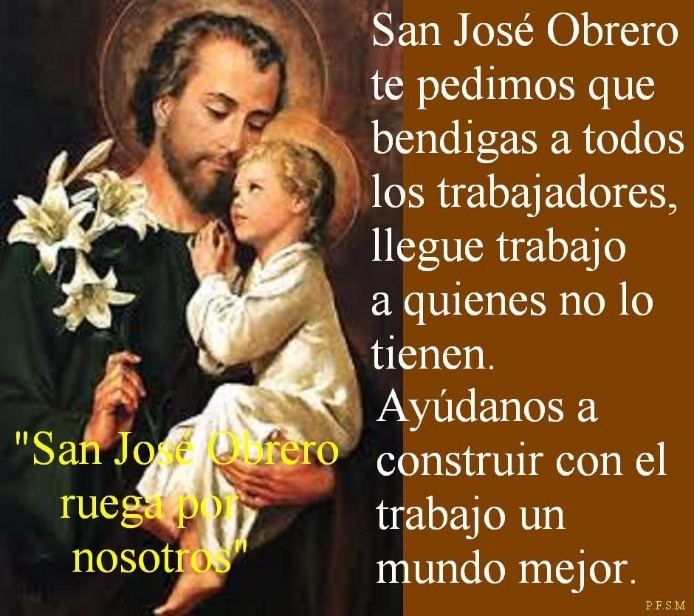 San José Obrero
te pedimos que
bendigas a todos
los trabajadores,
llegue trabajo
a quienes no lo
tienen.
Ayúdanos a
construir con el
trabajo un
mundo mejor.
"San José Obrero
ruega por
nosotros"
P.F.S.M